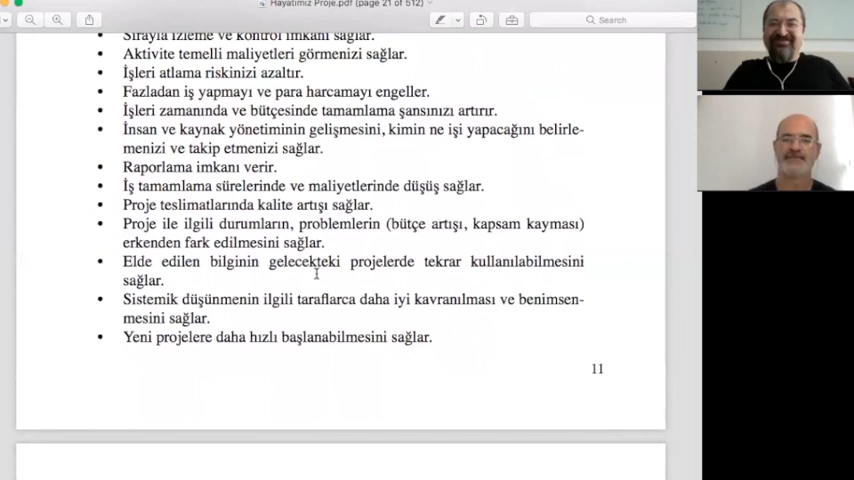 Hayatımız Proje.pdf (page 21 of 512)
Search
Sırayla izleme ve kontrol imkanı sağlar.
• Aktivite temelli maliyetleri görmenizi sağlar.
• İşleri atlama riskinizi azaltır.
• Fazladan iş yapmayı ve para harcamayı engeller.
• İşleri zamanında ve bütçesinde tamamlama şansınızı artırır.
• İnsan ve kaynak yönetiminin gelişmesini, kimin ne işi yapacağını belirle-
menizi ve takip etmenizi sağlar.
• Raporlama imkanı verir.
• İş tamamlama sürelerinde ve maliyetlerinde düşüş sağlar.
• Proje teslimatlarında kalite artışı sağlar.
• Proje ile ilgili durumların, problemlerin (bütçe artışı, kapsam kayması)
erkenden fark edilmesini sağlar.
• Elde edilen bilginin gelecekteki projelerde tekrar kullanılabilmesini
sağlar.
• Sistemik düşünmenin ilgili taraflarca daha iyi kavranılması ve benimsen-
mesini sağlar.
• Yeni projelere daha hızlı başlanabilmesini sağlar.
11